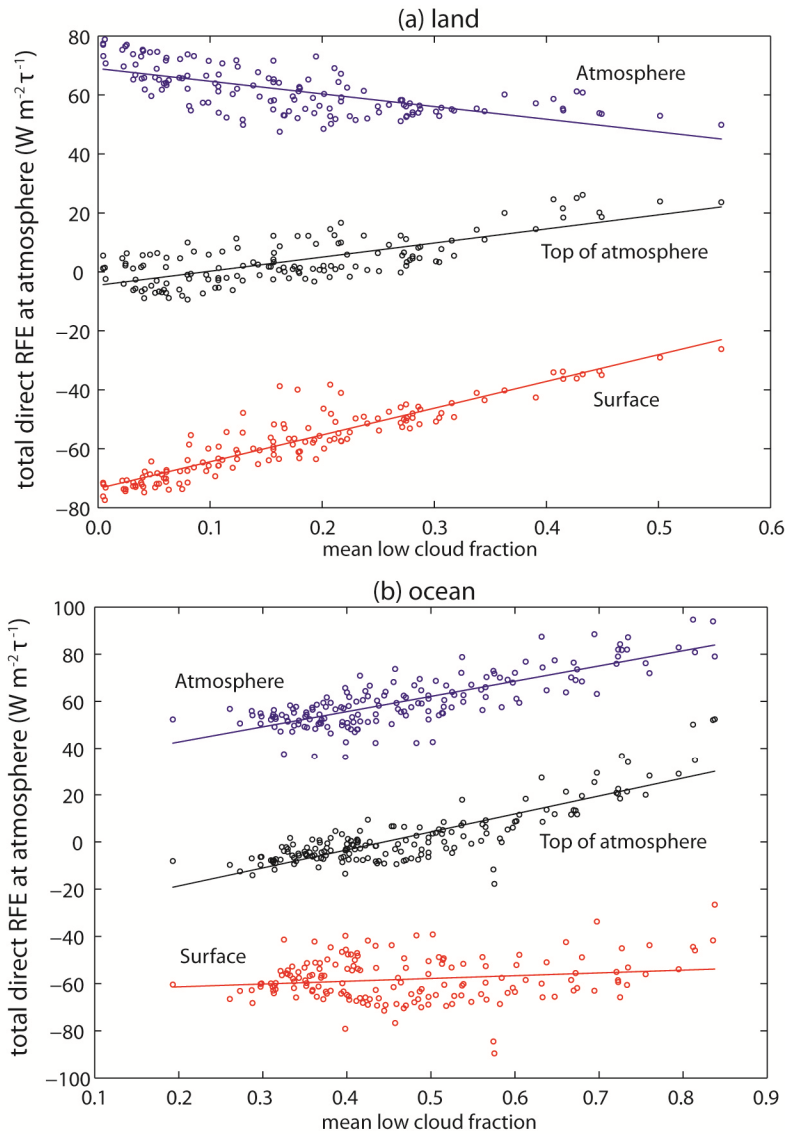 (a) land
total direct RFE at atmosphere (W m⁻² τ⁻¹)
80
60
40
20
0
−20
−40
−60
−80
Atmosphere
Top of atmosphere
Surface
0.0 0.1 0.2 0.3 0.4 0.5 0.6
mean low cloud fraction
(b) ocean
total direct RFE at atmosphere (W m⁻² τ⁻¹)
100
80
60
40
20
0
−20
−40
−60
−80
−100
Atmosphere
Top of atmosphere
Surface
0.1 0.2 0.3 0.4 0.5 0.6 0.7 0.8 0.9
mean low cloud fraction